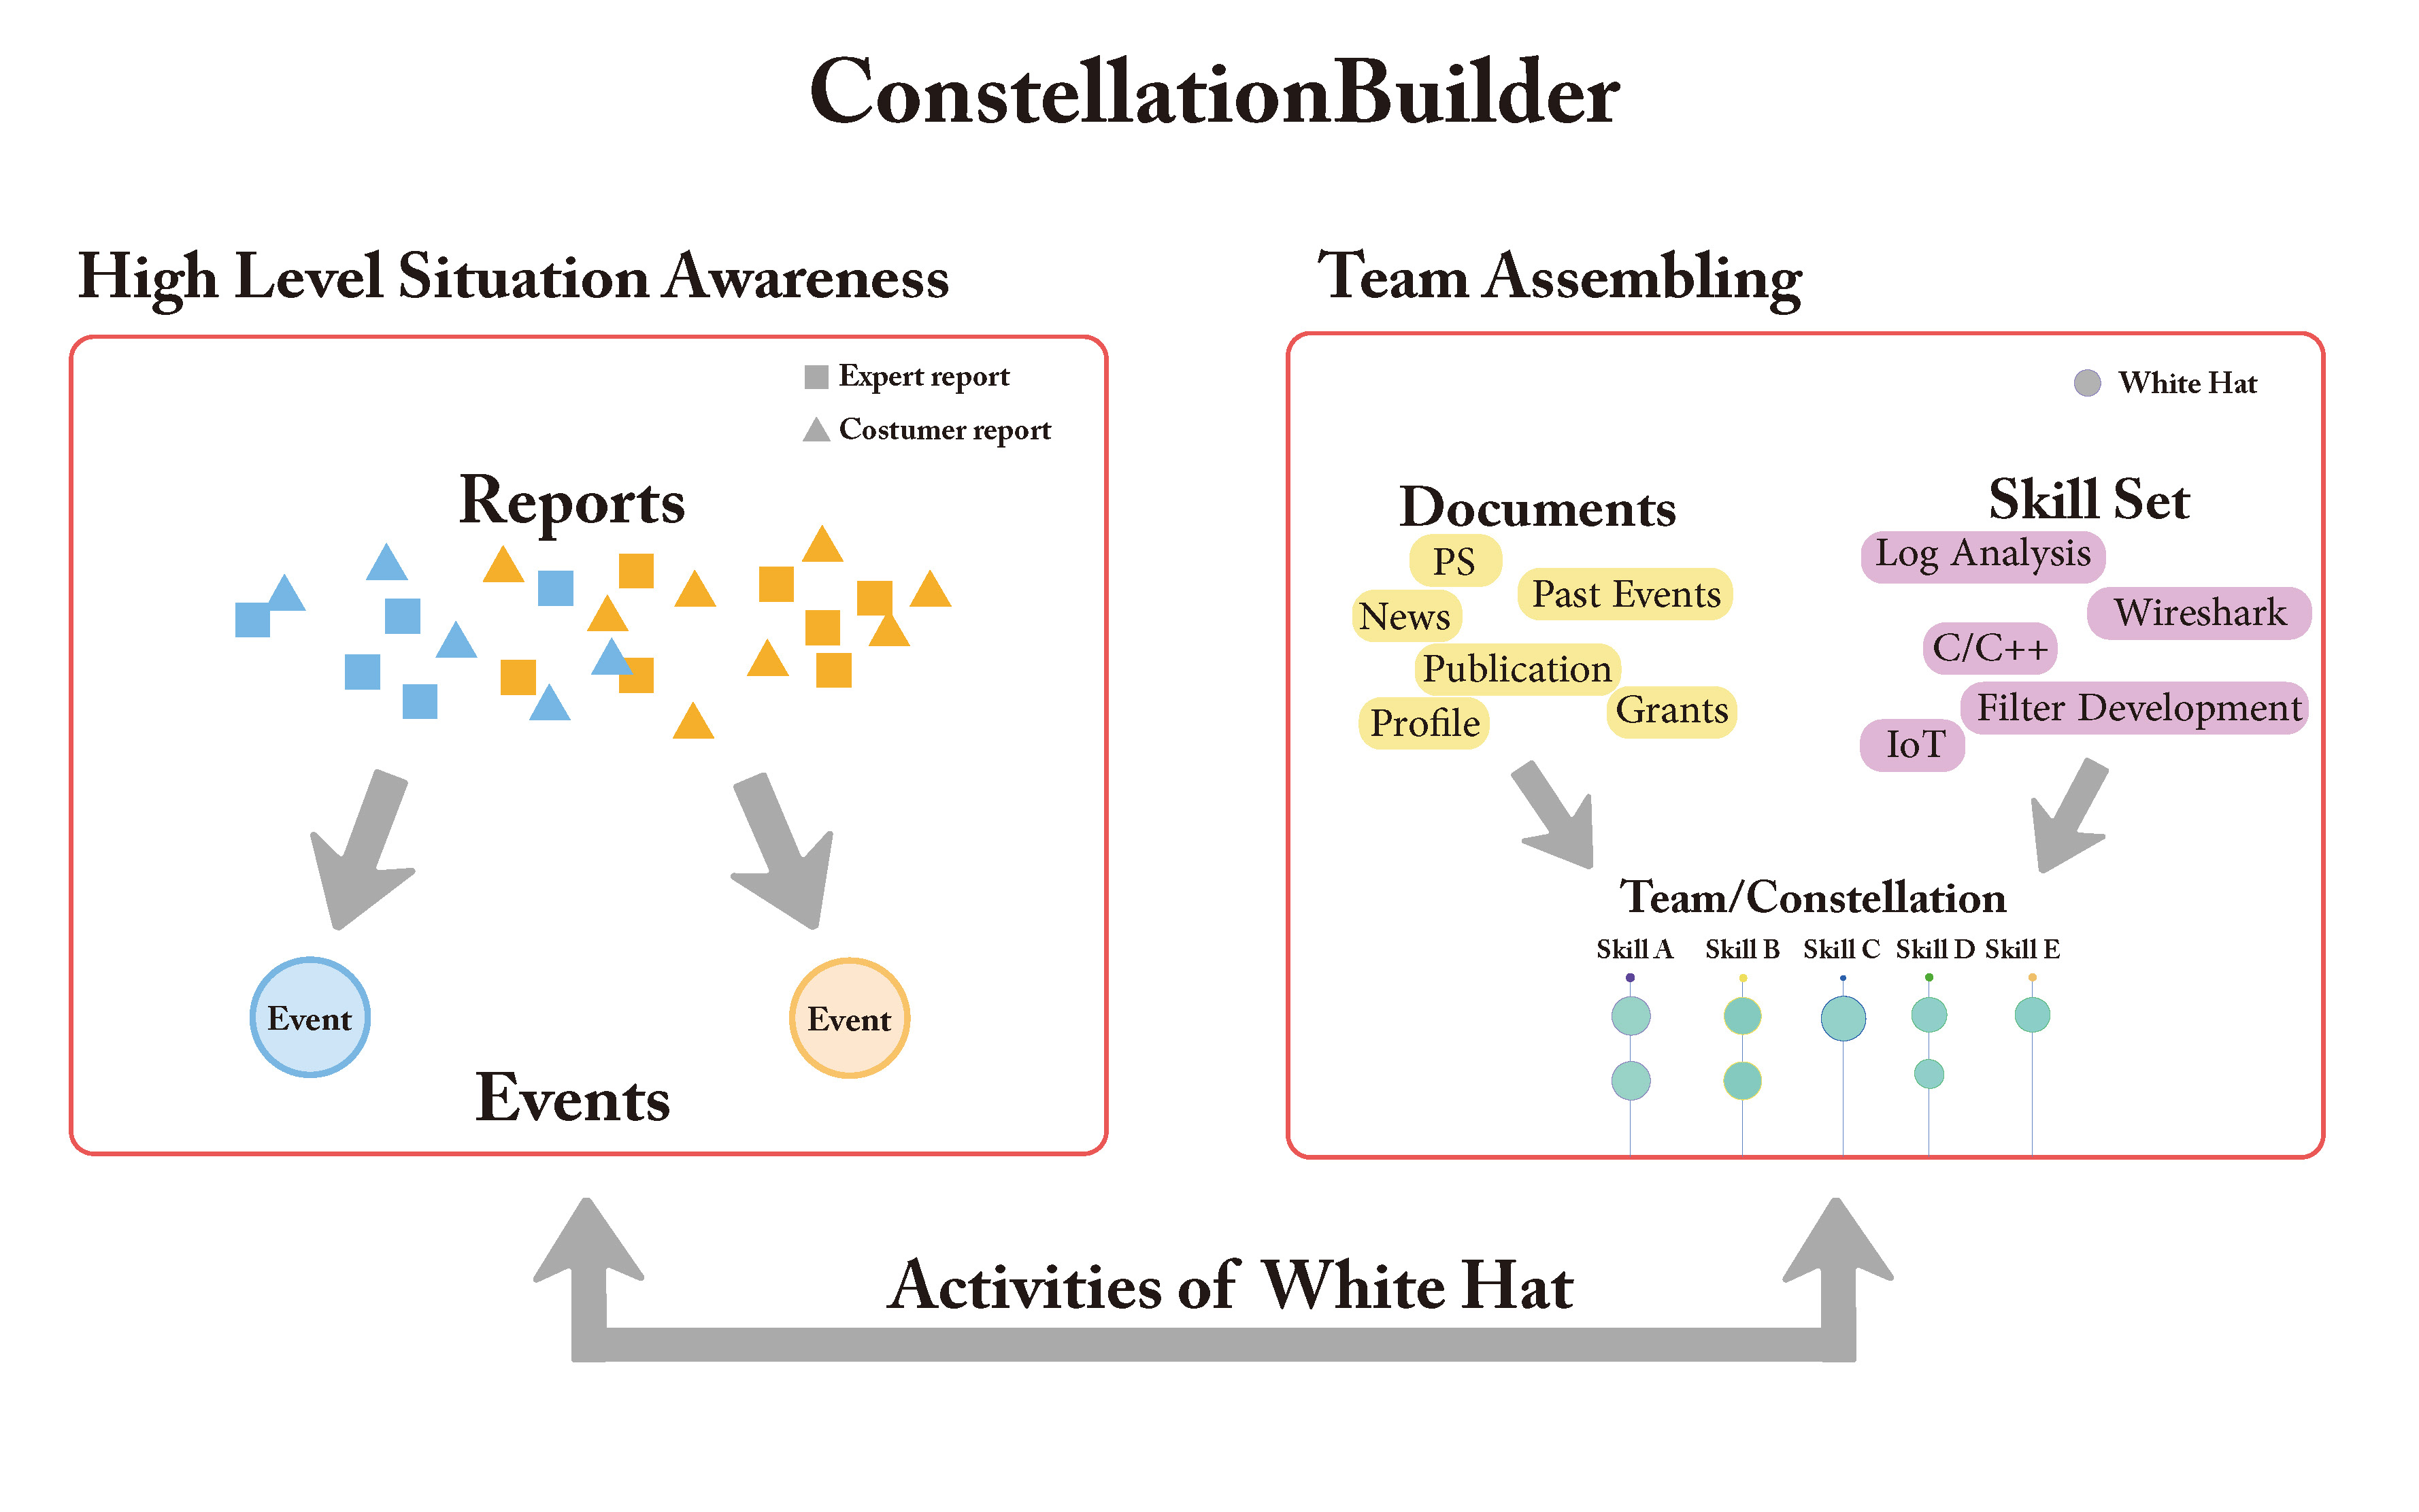 ConstellationBuilder
High Level Situation Awareness
Expert report
Costumer report
Reports
Event
Event
Events
Team Assembling
White Hat
Documents
PS
Past Events
News
Publication
Grants
Profile
Skill Set
Log Analysis
Wireshark
C/C++
Filter Development
IoT
Team/Constellation
Skill A Skill B Skill C Skill D Skill E
Activities of White Hat